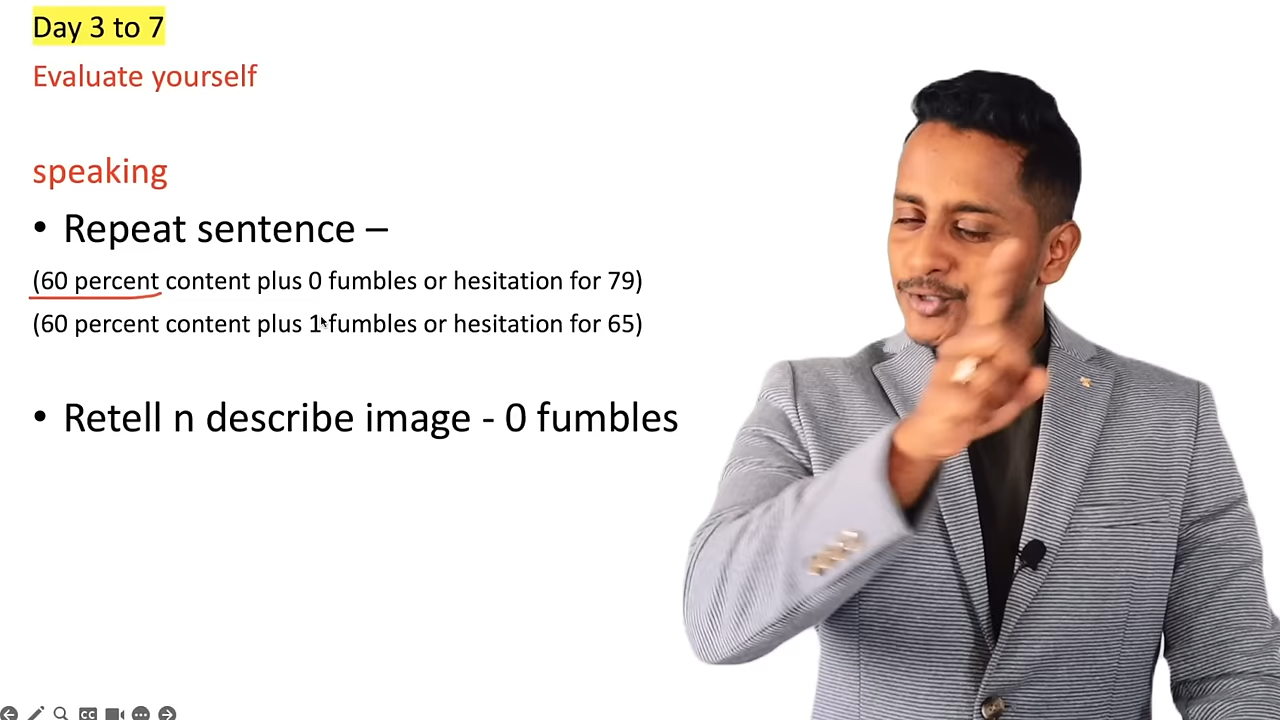 Day 3 to 7
Evaluate yourself
speaking
• Repeat sentence –
(60 percent content plus 0 fumbles or hesitation for 79)
(60 percent content plus 1 fumbles or hesitation for 65)
• Retell n describe image - 0 fumbles
CC